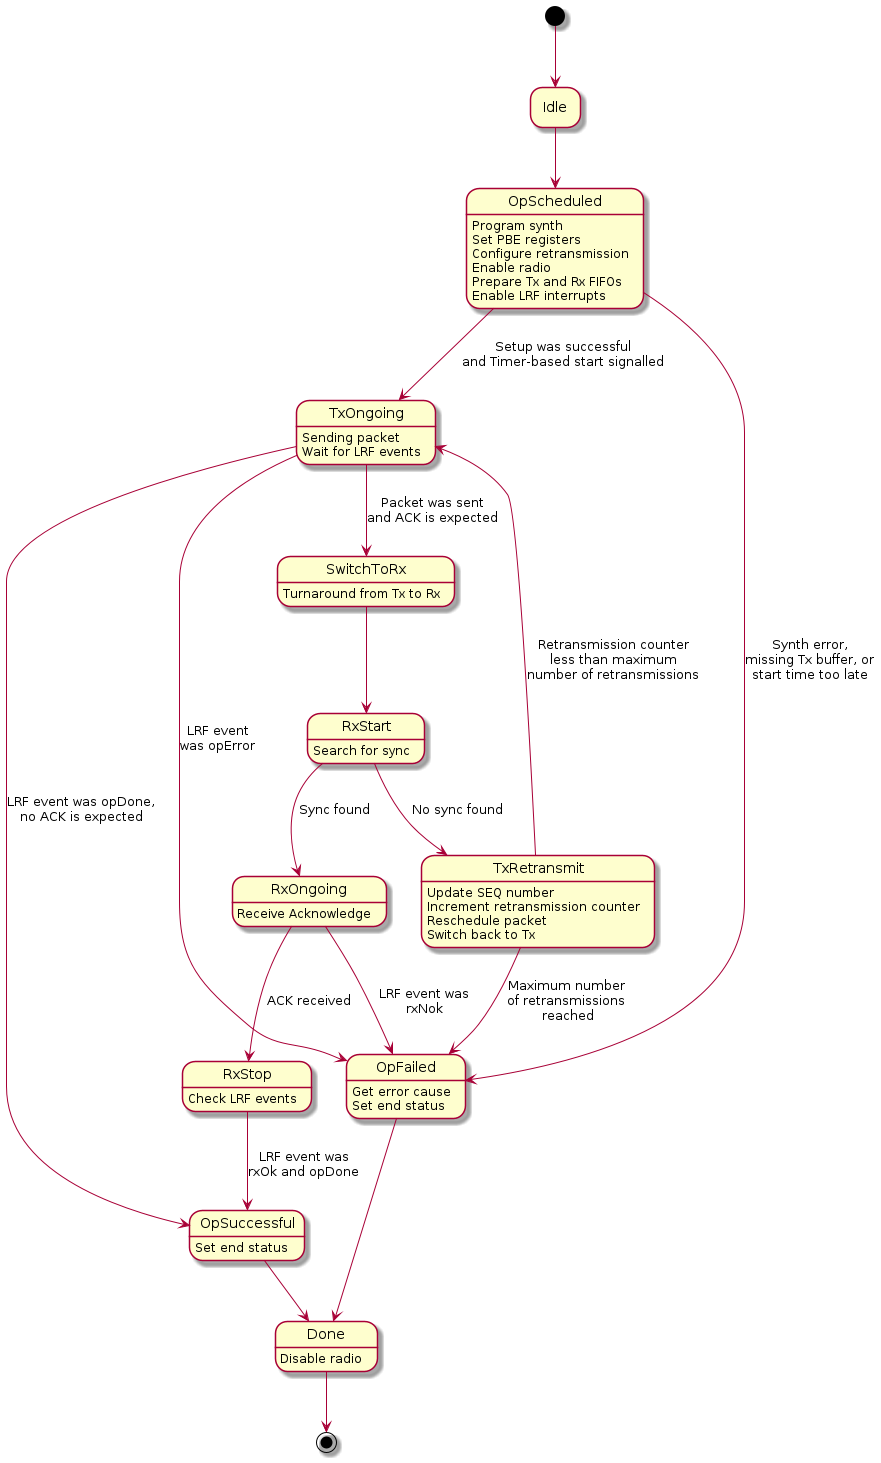 Idle
OpScheduled
Program synth
Set PBE registers
Configure retransmission
Enable radio
Prepare Tx and Rx FIFOs
Enable LRF interrupts
Setup was successful
and Timer-based start signalled
TxOngoing
Sending packet
Wait for LRF events
Packet was sent
and ACK is expected
SwitchToRx
Turnaround from Tx to Rx
Retransmission counter
less than maximum
number of retransmissions
Synth error,
missing Tx buffer, or
start time too late
RxStart
Search for sync
LRF event
was opError
LRF event was opDone,
no ACK is expected
Sync found
No sync found
TxRetransmit
Update SEQ number
Increment retransmission counter
Reschedule packet
Switch back to Tx
RxOngoing
Receive Acknowledge
ACK received
LRF event was
rxNok
Maximum number
of retransmissions
reached
RxStop
Check LRF events
OpFailed
Get error cause
Set end status
LRF event was
rxOk and opDone
OpSuccessful
Set end status
Done
Disable radio